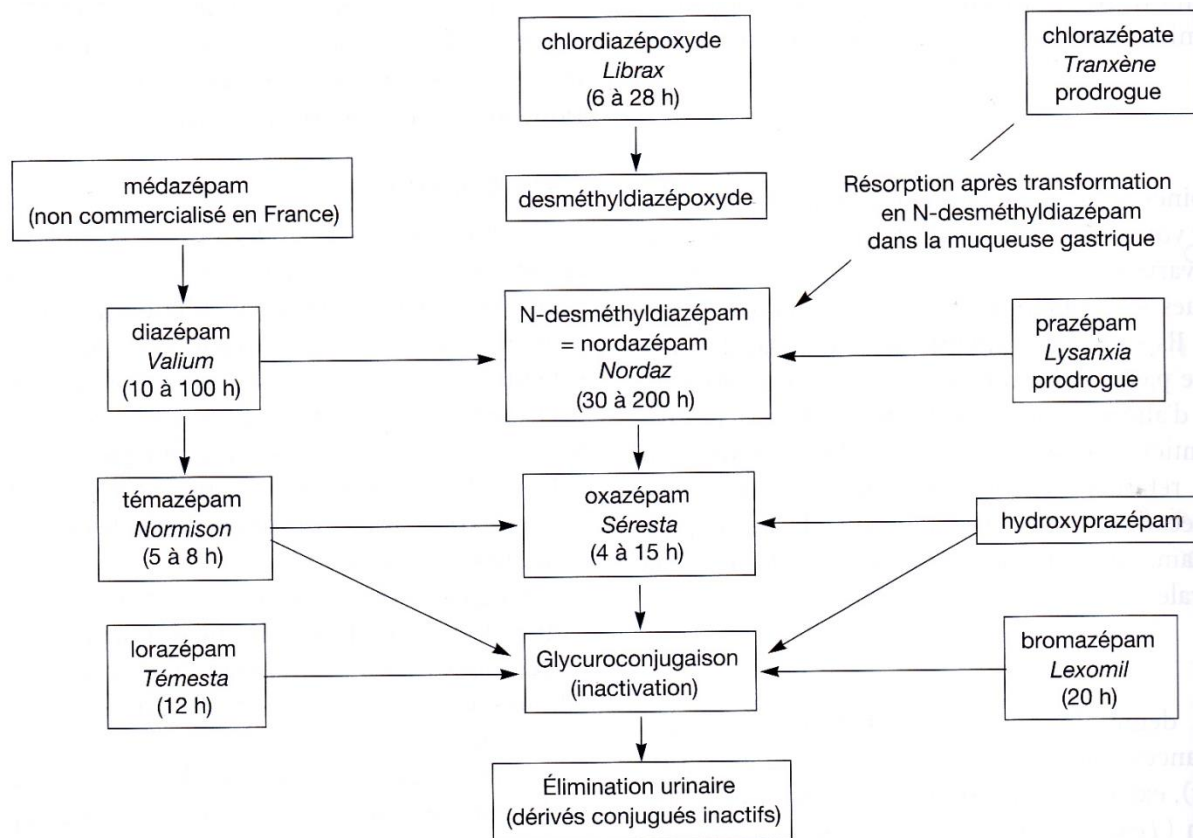 chlordiazépoxyde
Librax
(6 à 28 h)
chlorazépate
Tranxène
prodrogue
médazépam
(non commercialisé en France)
desméthyldiazépoxyde
Résorption après transformation
en N-desméthyldiazépam
dans la muqueuse gastrique
diazépam
Valium
(10 à 100 h)
N-desméthyldiazépam
= nordazépam
Nordaz
(30 à 200 h)
prazépam
Lysanxia
prodrogue
témazépam
Normison
(5 à 8 h)
oxazépam
Séresta
(4 à 15 h)
hydroxyprazépam
lorazépam
Témesta
(12 h)
Glycuroconjugaison
(inactivation)
bromazépam
Lexomil
(20 h)
Élimination urinaire
(dérivés conjugués inactifs)